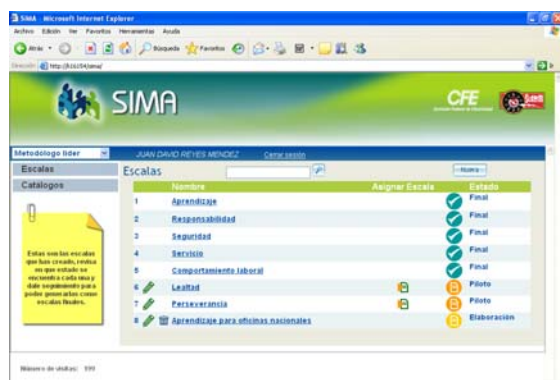 SIMA - Microsoft Internet Explorer
Archivo Edición Ver Favoritos Herramientas Ayuda
Atrás Búsqueda Favoritos
SIMA
CFE
Metodólogo líder JUAN DAVID REYES MENDEZ Cerrar sesión
Escalas
Catálogos
Escalas Nueva
Nombre Asignar Escala Estado
1 Aprendizaje Final
2 Responsabilidad Final
3 Seguridad Final
4 Servicio Final
5 Comportamiento laboral Final
6 Lealtad Piloto
7 Perseverancia Piloto
8 Aprendizaje para oficinas nacionales Elaboración
Estas son las escalas
que has creado, revisa
en que estado se
encuentra cada una y
dale seguimiento para
poder generarlas como
escalas finales.
Número de visitas: 599